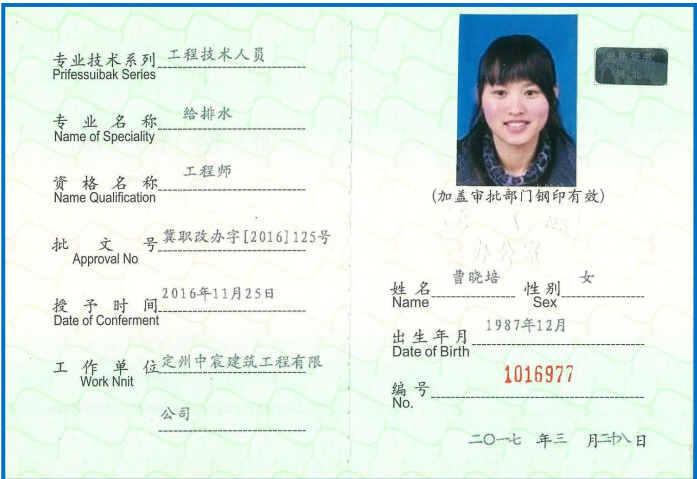 专业技术系列 工程技术人员
Prifessuibak Series
专业名称 给排水
Name of Speciality
资格名称 工程师
Name Qualification
批文号 冀职改办字[2016]125号
Approval No
授予时间 2016年11月25日
Date of Conferment
工作单位 定州中宸建筑工程有限
Work Nnit
公司
(加盖审批部门钢印有效)
办公室
姓名 曹晓培 性别 女
Name Sex
出生年月 1987年12月
Date of Birth
编号 1016977
No.
二〇一七 年三 月二十八日